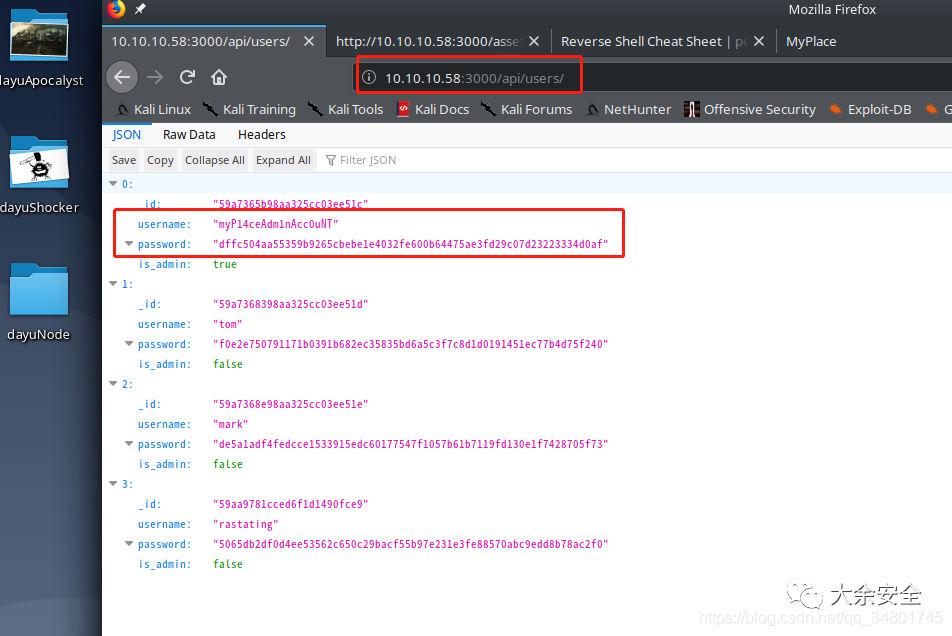 Mozilla Firefox
10.10.10.58:3000/api/users/
http://10.10.10.58:3000/asse
Reverse Shell Cheat Sheet | pe
MyPlace
10.10.10.58:3000/api/users/
Kali Linux
Kali Training
Kali Tools
Kali Docs
Kali Forums
NetHunter
Offensive Security
Exploit-DB
G
JSON
Raw Data
Headers
Save
Copy
Collapse All
Expand All
Filter JSON
0:
_id: "59a7365b98aa325cc03ee51c"
username: "myP14ceAdm1nAcc0uNT"
password: "dffc504aa55359b9265cbebe1e4032fe600b64475ae3fd29c07d23223334d0af"
is_admin: true
1:
_id: "59a7368398aa325cc03ee51d"
username: "tom"
password: "f0e2e750791171b0391b682ec35835bd6a5c3f7c8d1d0191451ec77b4d75f240"
is_admin: false
2:
_id: "59a7368e98aa325cc03ee51e"
username: "mark"
password: "de5a1adf4fedcce1533915edc60177547f1057b61b7119fd130e1f7428705f73"
is_admin: false
3:
_id: "59aa9781cced6f1d1490fce9"
username: "rastating"
password: "5065db2df0d4ee53562c650c29bacf55b97e231e3fe88570abc9edd8b78ac2f0"
is_admin: false
dayuApocalyst
dayuShocker
dayuNode
大余安全
https://blog.csdn.net/qq_34801745